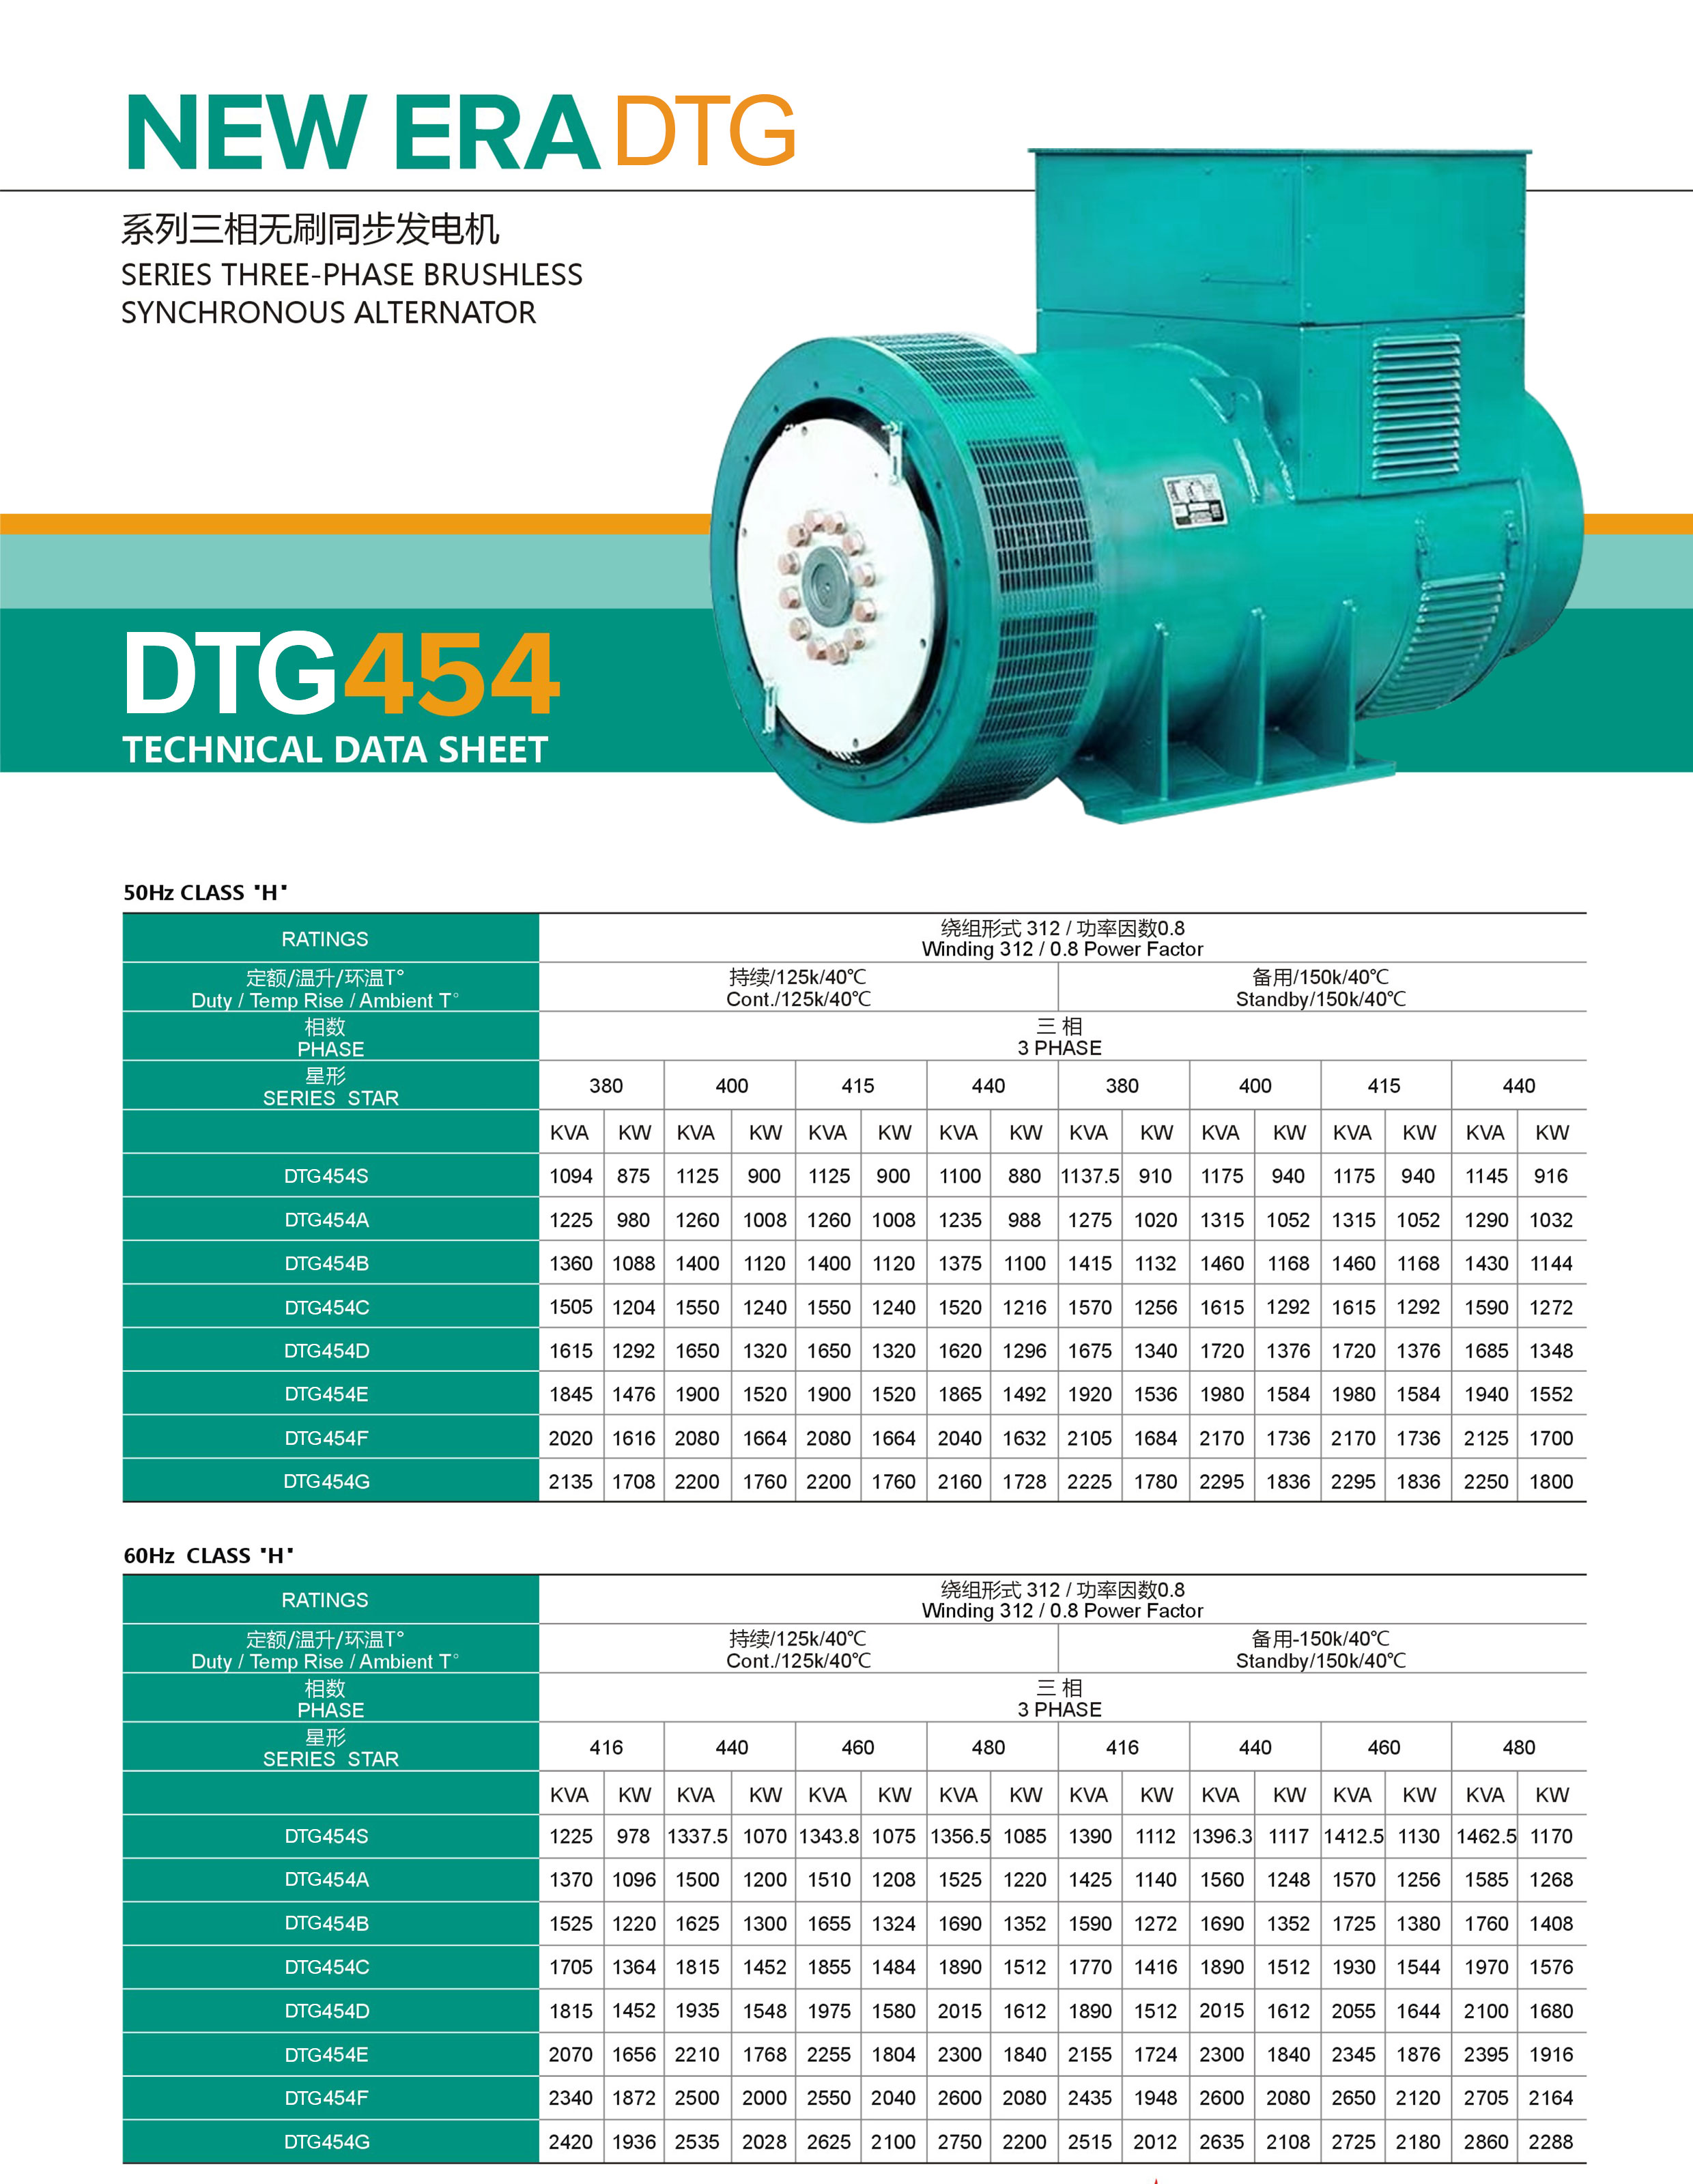 NEW ERA DTG
系列三相无刷同步发电机
SERIES THREE-PHASE BRUSHLESS
SYNCHRONOUS ALTERNATOR
DTG454
TECHNICAL DATA SHEET
50Hz CLASS "H"
RATINGS 绕组形式 312 / 功率因数0.8
Winding 312 / 0.8 Power Factor
定额/温升/环温T° 持续/125k/40℃ 备用/150k/40℃
Duty / Temp Rise / Ambient T° Cont./125k/40℃ Standby/150k/40℃
相数 三 相
PHASE 3 PHASE
星形
SERIES STAR 380 400 415 440 380 400 415 440
KVA KW KVA KW KVA KW KVA KW KVA KW KVA KW KVA KW KVA KW
DTG454S 1094 875 1125 900 1125 900 1100 880 1137.5 910 1175 940 1175 940 1145 916
DTG454A 1225 980 1260 1008 1260 1008 1235 988 1275 1020 1315 1052 1315 1052 1290 1032
DTG454B 1360 1088 1400 1120 1400 1120 1375 1100 1415 1132 1460 1168 1460 1168 1430 1144
DTG454C 1505 1204 1550 1240 1550 1240 1520 1216 1570 1256 1615 1292 1615 1292 1590 1272
DTG454D 1615 1292 1650 1320 1650 1320 1620 1296 1675 1340 1720 1376 1720 1376 1685 1348
DTG454E 1845 1476 1900 1520 1900 1520 1865 1492 1920 1536 1980 1584 1980 1584 1940 1552
DTG454F 2020 1616 2080 1664 2080 1664 2040 1632 2105 1684 2170 1736 2170 1736 2125 1700
DTG454G 2135 1708 2200 1760 2200 1760 2160 1728 2225 1780 2295 1836 2295 1836 2250 1800
60Hz CLASS "H"
RATINGS 绕组形式 312 / 功率因数0.8
Winding 312 / 0.8 Power Factor
定额/温升/环温T° 持续/125k/40℃ 备用-150k/40℃
Duty / Temp Rise / Ambient T° Cont./125k/40℃ Standby/150k/40℃
相数 三 相
PHASE 3 PHASE
星形
SERIES STAR 416 440 460 480 416 440 460 480
KVA KW KVA KW KVA KW KVA KW KVA KW KVA KW KVA KW KVA KW
DTG454S 1225 978 1337.5 1070 1343.8 1075 1356.5 1085 1390 1112 1396.3 1117 1412.5 1130 1462.5 1170
DTG454A 1370 1096 1500 1200 1510 1208 1525 1220 1425 1140 1560 1248 1570 1256 1585 1268
DTG454B 1525 1220 1625 1300 1655 1324 1690 1352 1590 1272 1690 1352 1725 1380 1760 1408
DTG454C 1705 1364 1815 1452 1855 1484 1890 1512 1770 1416 1890 1512 1930 1544 1970 1576
DTG454D 1815 1452 1935 1548 1975 1580 2015 1612 1890 1512 2015 1612 2055 1644 2100 1680
DTG454E 2070 1656 2210 1768 2255 1804 2300 1840 2155 1724 2300 1840 2345 1876 2395 1916
DTG454F 2340 1872 2500 2000 2550 2040 2600 2080 2435 1948 2600 2080 2650 2120 2705 2164
DTG454G 2420 1936 2535 2028 2625 2100 2750 2200 2515 2012 2635 2108 2725 2180 2860 2288